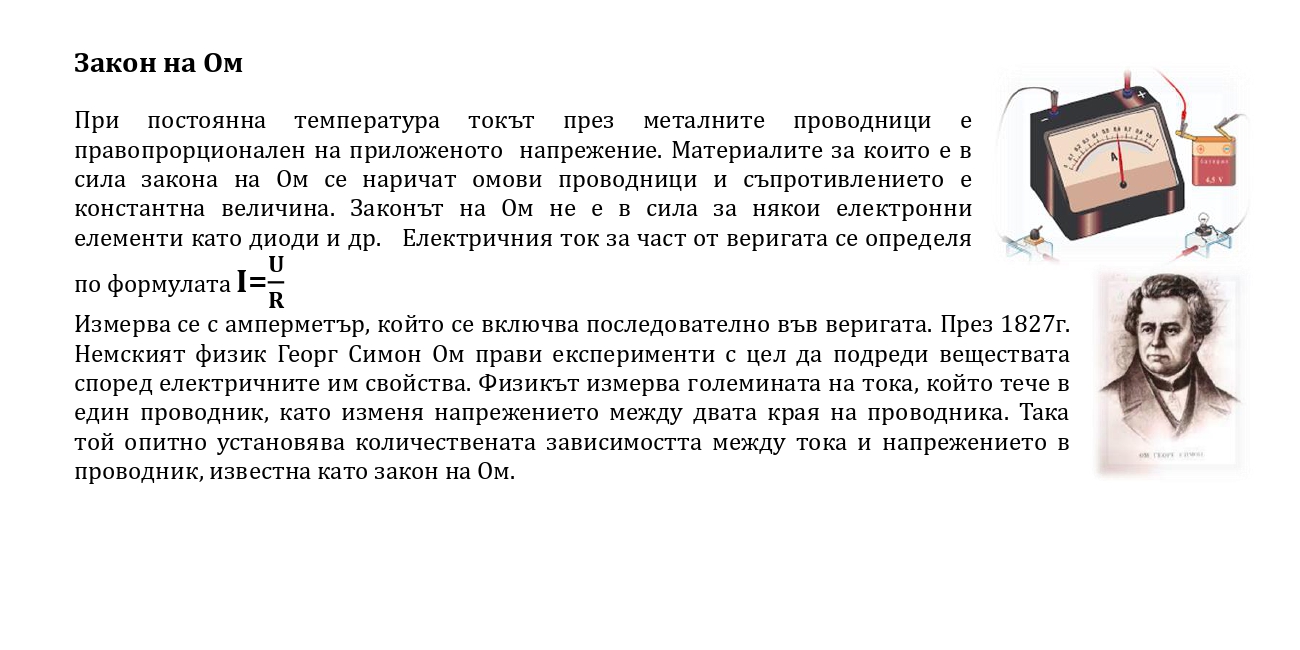 Закон на Ом
При постоянна температура токът през металните проводници е
правопрорционален на приложеното напрежение. Материалите за които е в
сила закона на Ом се наричат омови проводници и съпротивлението е
константна величина. Законът на Ом не е в сила за някои електронни
елементи като диоди и др. Електричния ток за част от веригата се определя
по формулата I=U/R
Измерва се с амперметър, който се включва последователно във веригата. През 1827г.
Немският физик Георг Симон Ом прави експерименти с цел да подреди веществата
според електричните им свойства. Физикът измерва големината на тока, който тече в
един проводник, като изменя напрежението между двата края на проводника. Така
той опитно установява количествената зависимостта между тока и напрежението в
проводник, известна като закон на Ом.
A
4.5 V
ОМ ГЕОРГ СИМОН